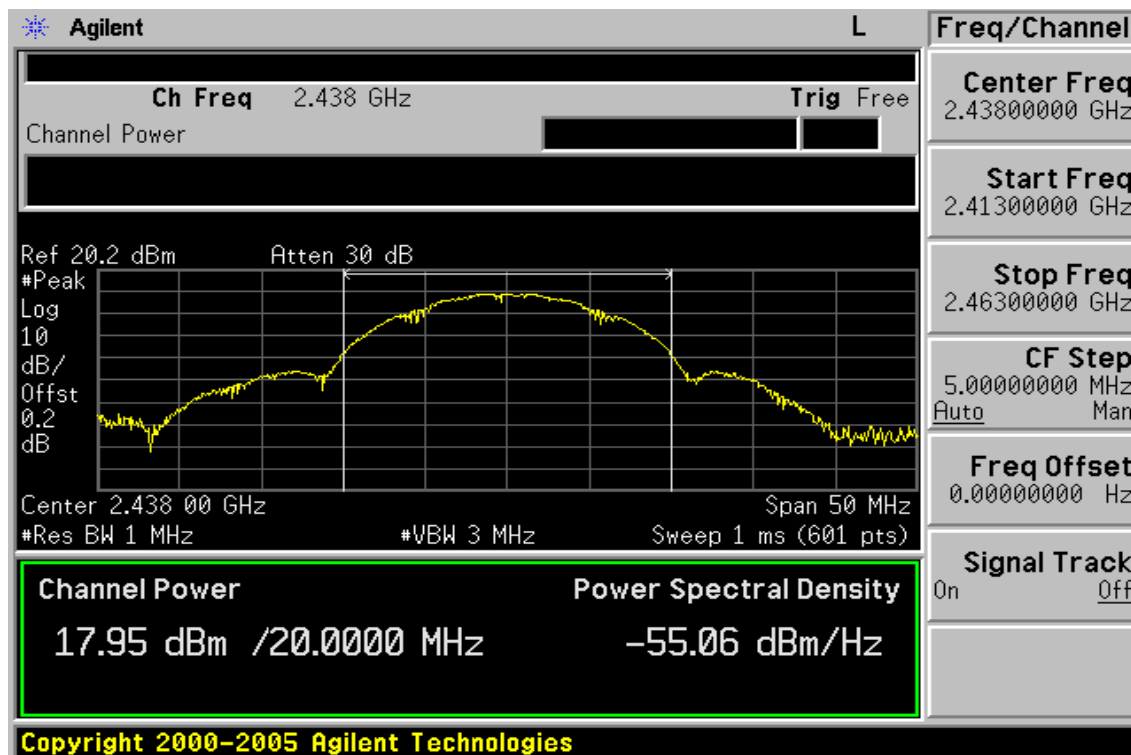 Agilent L Freq/Channel
Ch Freq 2.438 GHz Trig Free
Channel Power
Ref 20.2 dBm Atten 30 dB
#Peak
Log
10
dB/
Offst
0.2
dB
Center 2.438 00 GHz Span 50 MHz
#Res BW 1 MHz #VBW 3 MHz Sweep 1 ms (601 pts)
Channel Power Power Spectral Density
17.95 dBm /20.0000 MHz -55.06 dBm/Hz
Center Freq
2.43800000 GHz
Start Freq
2.41300000 GHz
Stop Freq
2.46300000 GHz
CF Step
5.00000000 MHz
Auto Man
Freq Offset
0.00000000 Hz
Signal Track
On Off
Copyright 2000-2005 Agilent Technologies